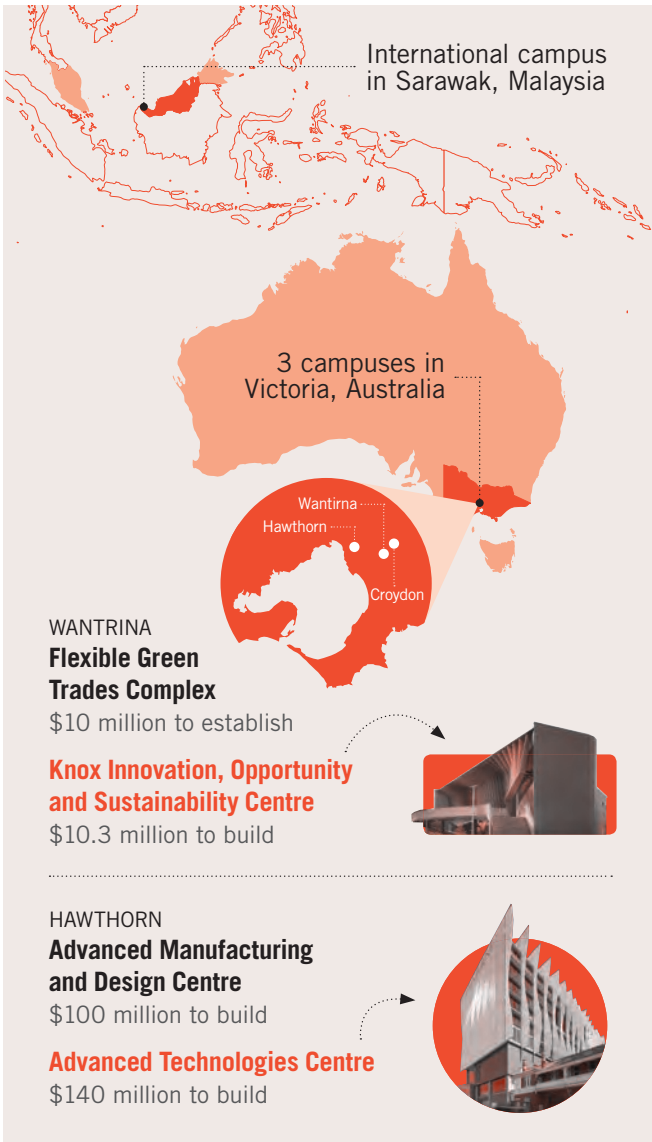 International campus
in Sarawak, Malaysia
3 campuses in
Victoria, Australia
Wantirna
Hawthorn
Croydon
WANTRINA
Flexible Green
Trades Complex
$10 million to establish
Knox Innovation, Opportunity
and Sustainability Centre
$10.3 million to build
HAWTHORN
Advanced Manufacturing
and Design Centre
$100 million to build
Advanced Technologies Centre
$140 million to build